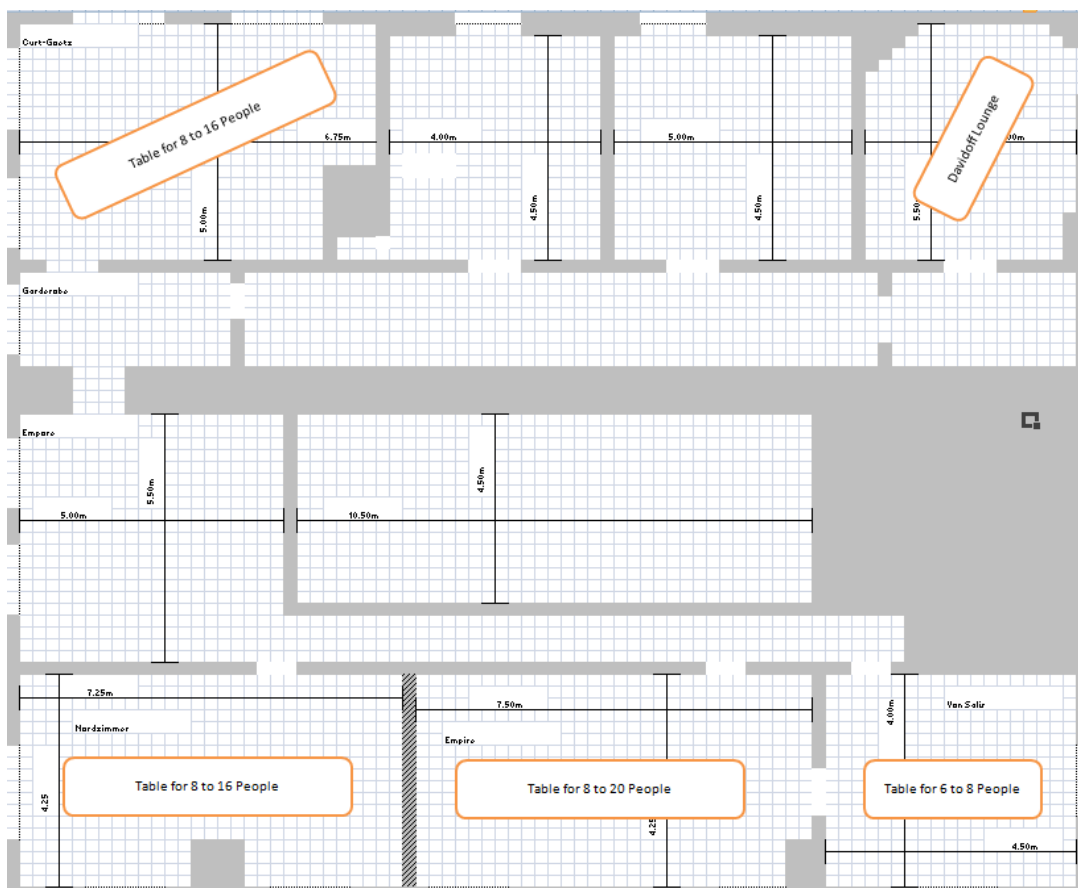 Curt-Goetz
Table for 8 to 16 People
6.75m
5.00m
4.00m
4.50m
5.00m
4.50m
Davidoff Lounge
5.50
Garderobe
Empore
5.50m
5.00m
4.50m
10.50m
7.25m
7.50m
4.00m
Von Salis
Nordzimmer
Empire
Table for 8 to 16 People
Table for 8 to 20 People
Table for 6 to 8 People
4.25
4.25
4.50m